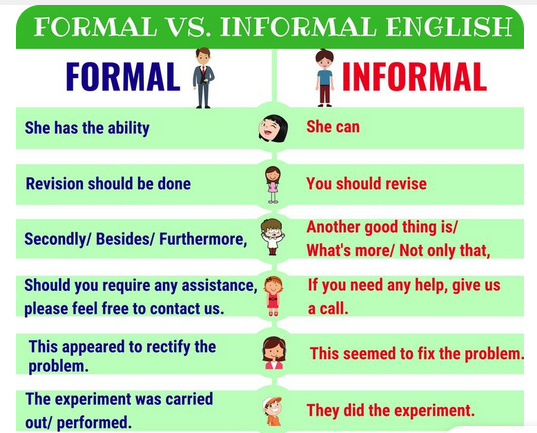 FORMAL VS. INFORMAL ENGLISH
FORMAL
INFORMAL
She has the ability
She can
Revision should be done
You should revise
Secondly/ Besides/ Furthermore,
Another good thing is/
What's more/ Not only that,
Should you require any assistance,
please feel free to contact us.
If you need any help, give us
a call.
This appeared to rectify the
problem.
This seemed to fix the problem.
The experiment was carried
out/ performed.
They did the experiment.